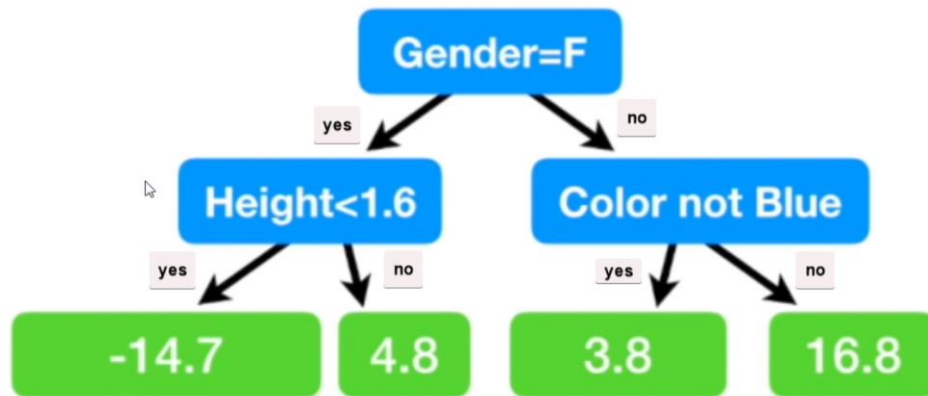 Gender=F
yes
no
Height<1.6
Color not Blue
yes
no
yes
no
-14.7
4.8
3.8
16.8